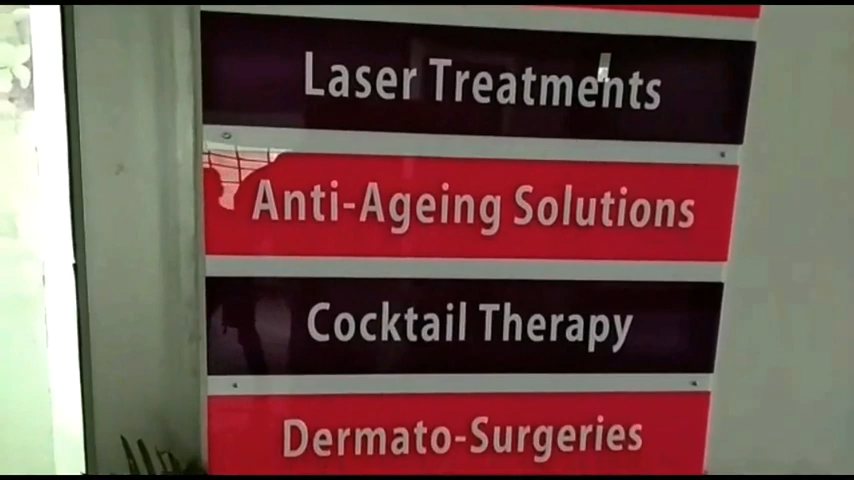 Laser Treatments
Anti-Ageing Solutions
Cocktail Therapy
Dermato-Surgeries